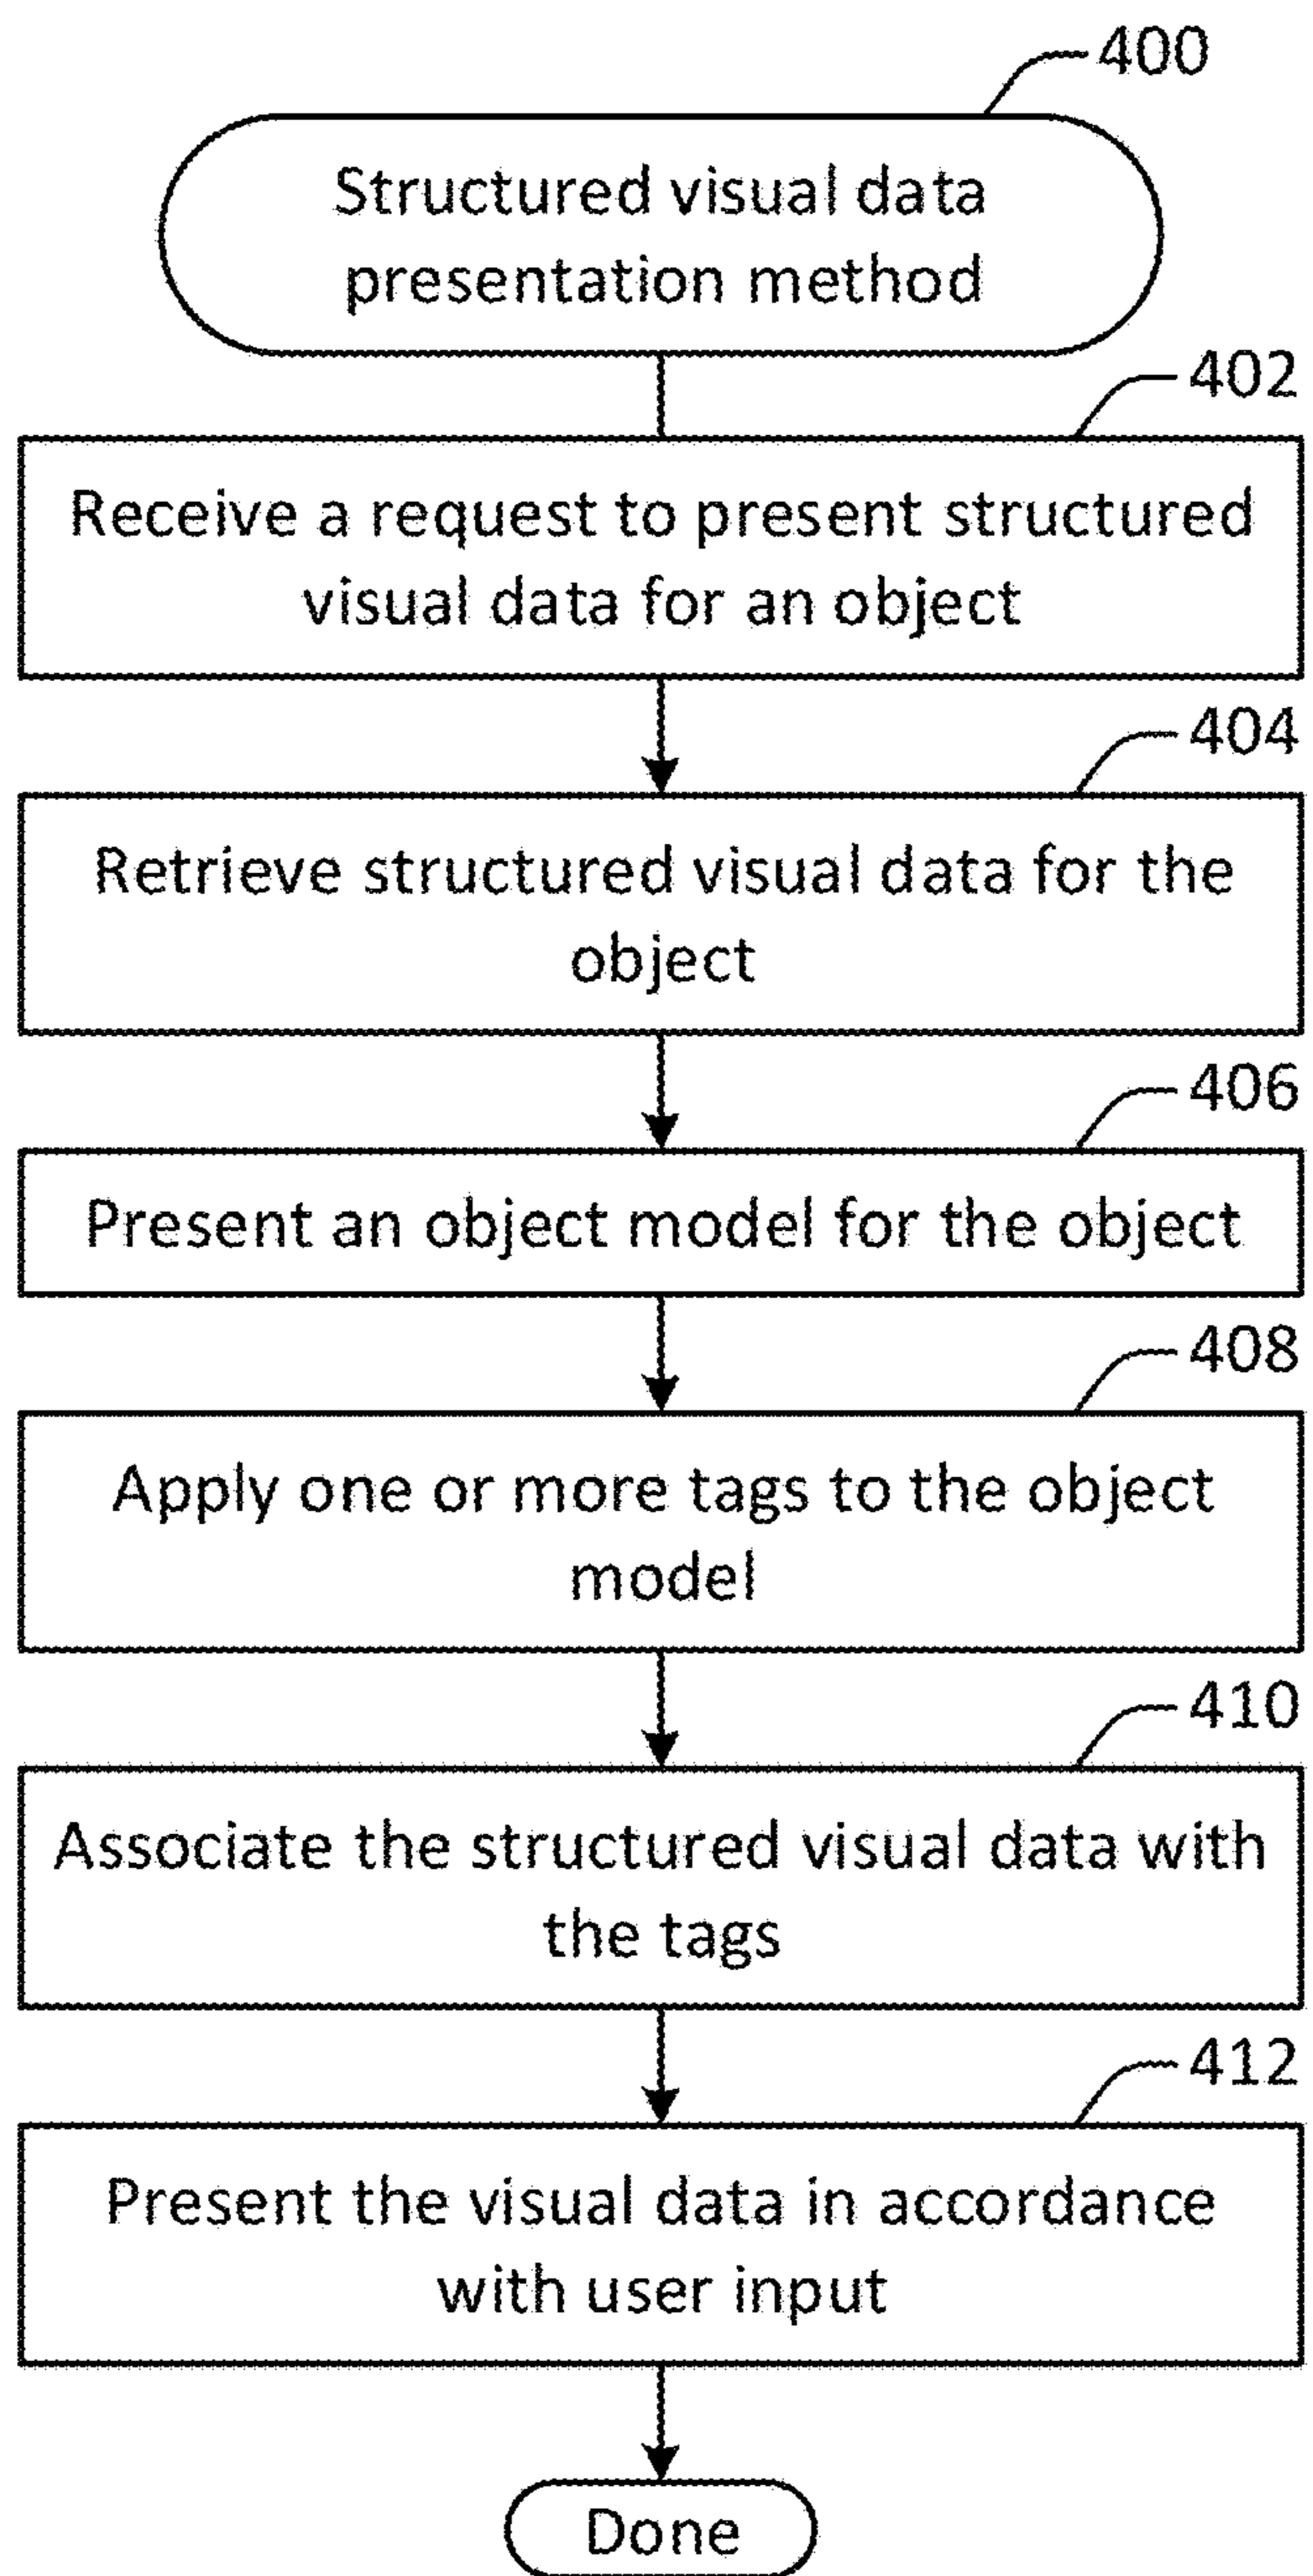 400
Structured visual data
presentation method
402
Receive a request to present structured
visual data for an object
404
Retrieve structured visual data for the
object
406
Present an object model for the object
408
Apply one or more tags to the object
model
410
Associate the structured visual data with
the tags
412
Present the visual data in accordance
with user input
Done